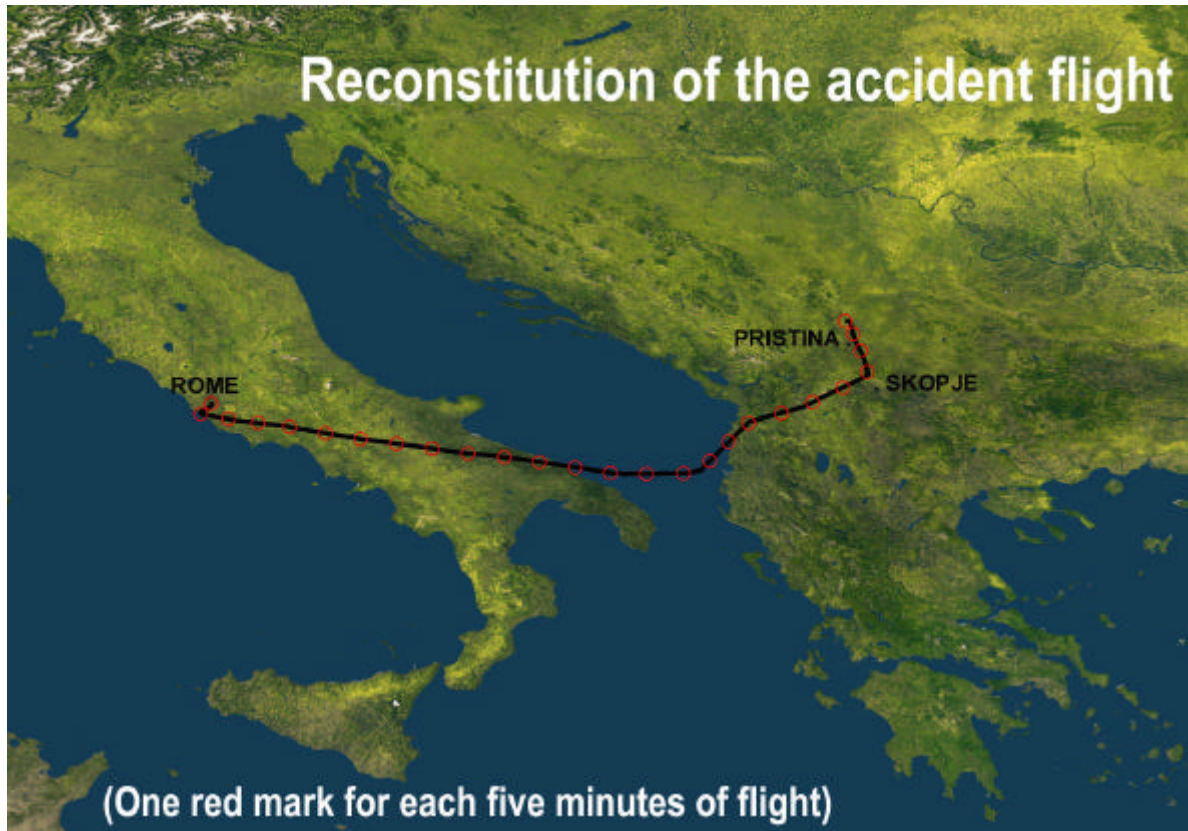 Reconstitution of the accident flight
PRISTINA
ROME
SKOPJE
(One red mark for each five minutes of flight)